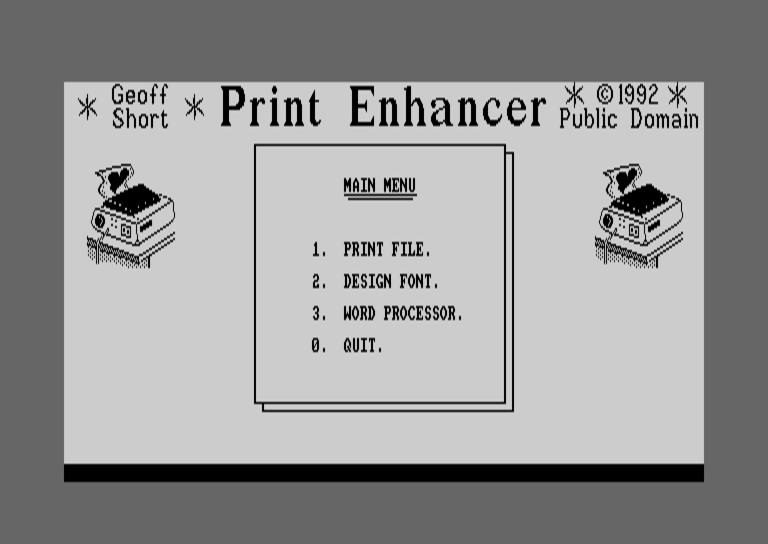 * Geoff Short * Print Enhancer * ©1992 * Public Domain
MAIN MENU
1. PRINT FILE.
2. DESIGN FONT.
3. WORD PROCESSOR.
0. QUIT.